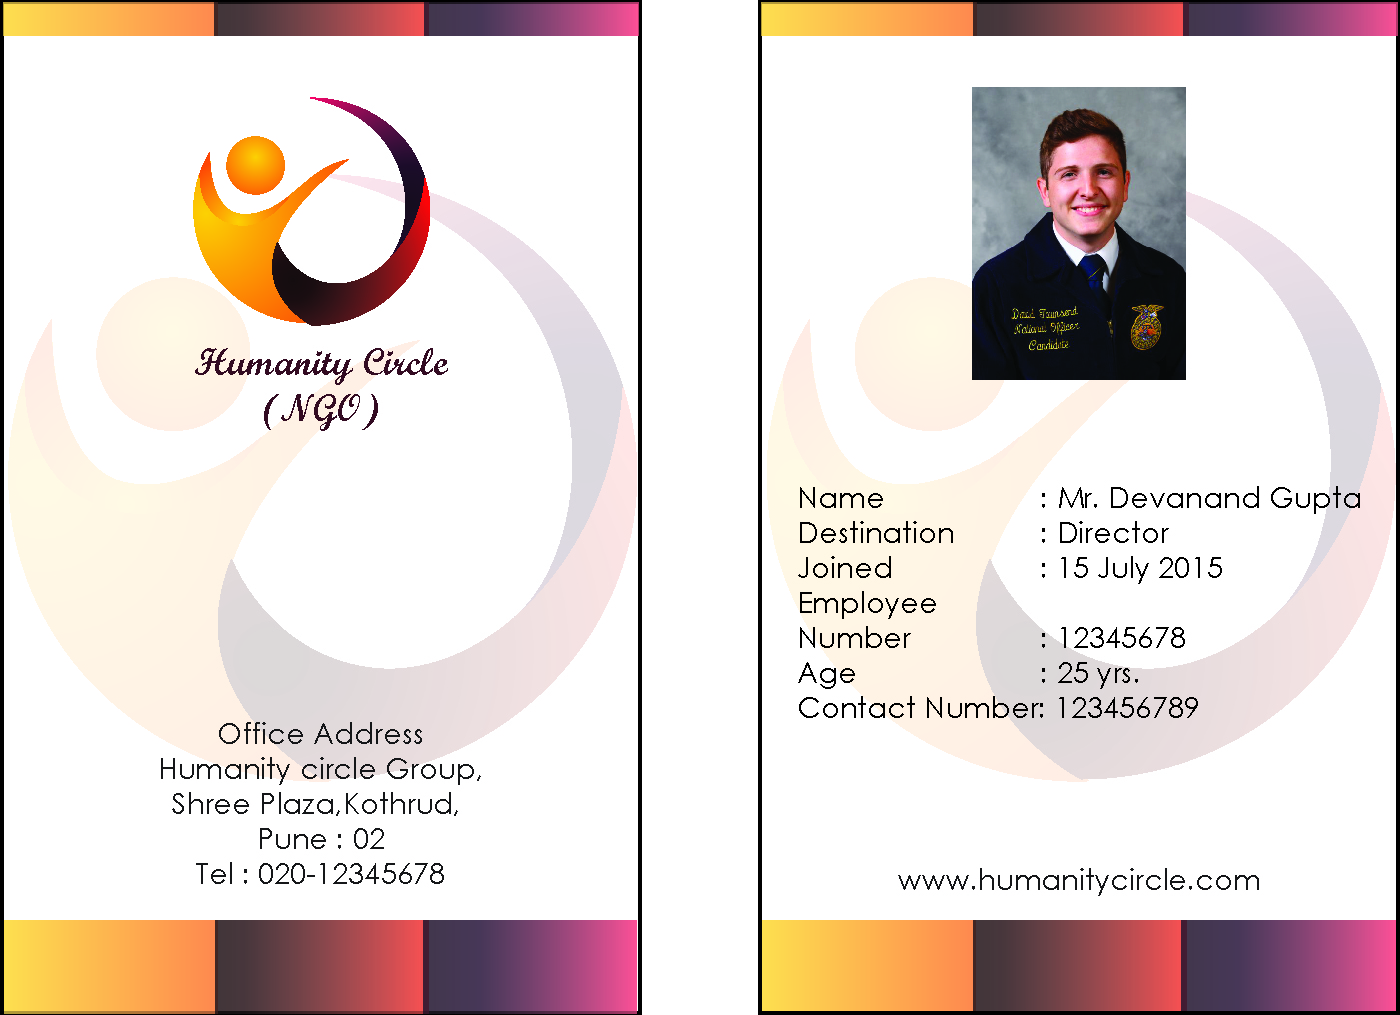 Humanity Circle
(NGO)
Office Address
Humanity circle Group,
Shree Plaza,Kothrud,
Pune : 02
Tel : 020-12345678
David Townsend
National Officer
Candidate
Name : Mr. Devanand Gupta
Destination : Director
Joined : 15 July 2015
Employee
Number : 12345678
Age : 25 yrs.
Contact Number: 123456789
www.humanitycircle.com